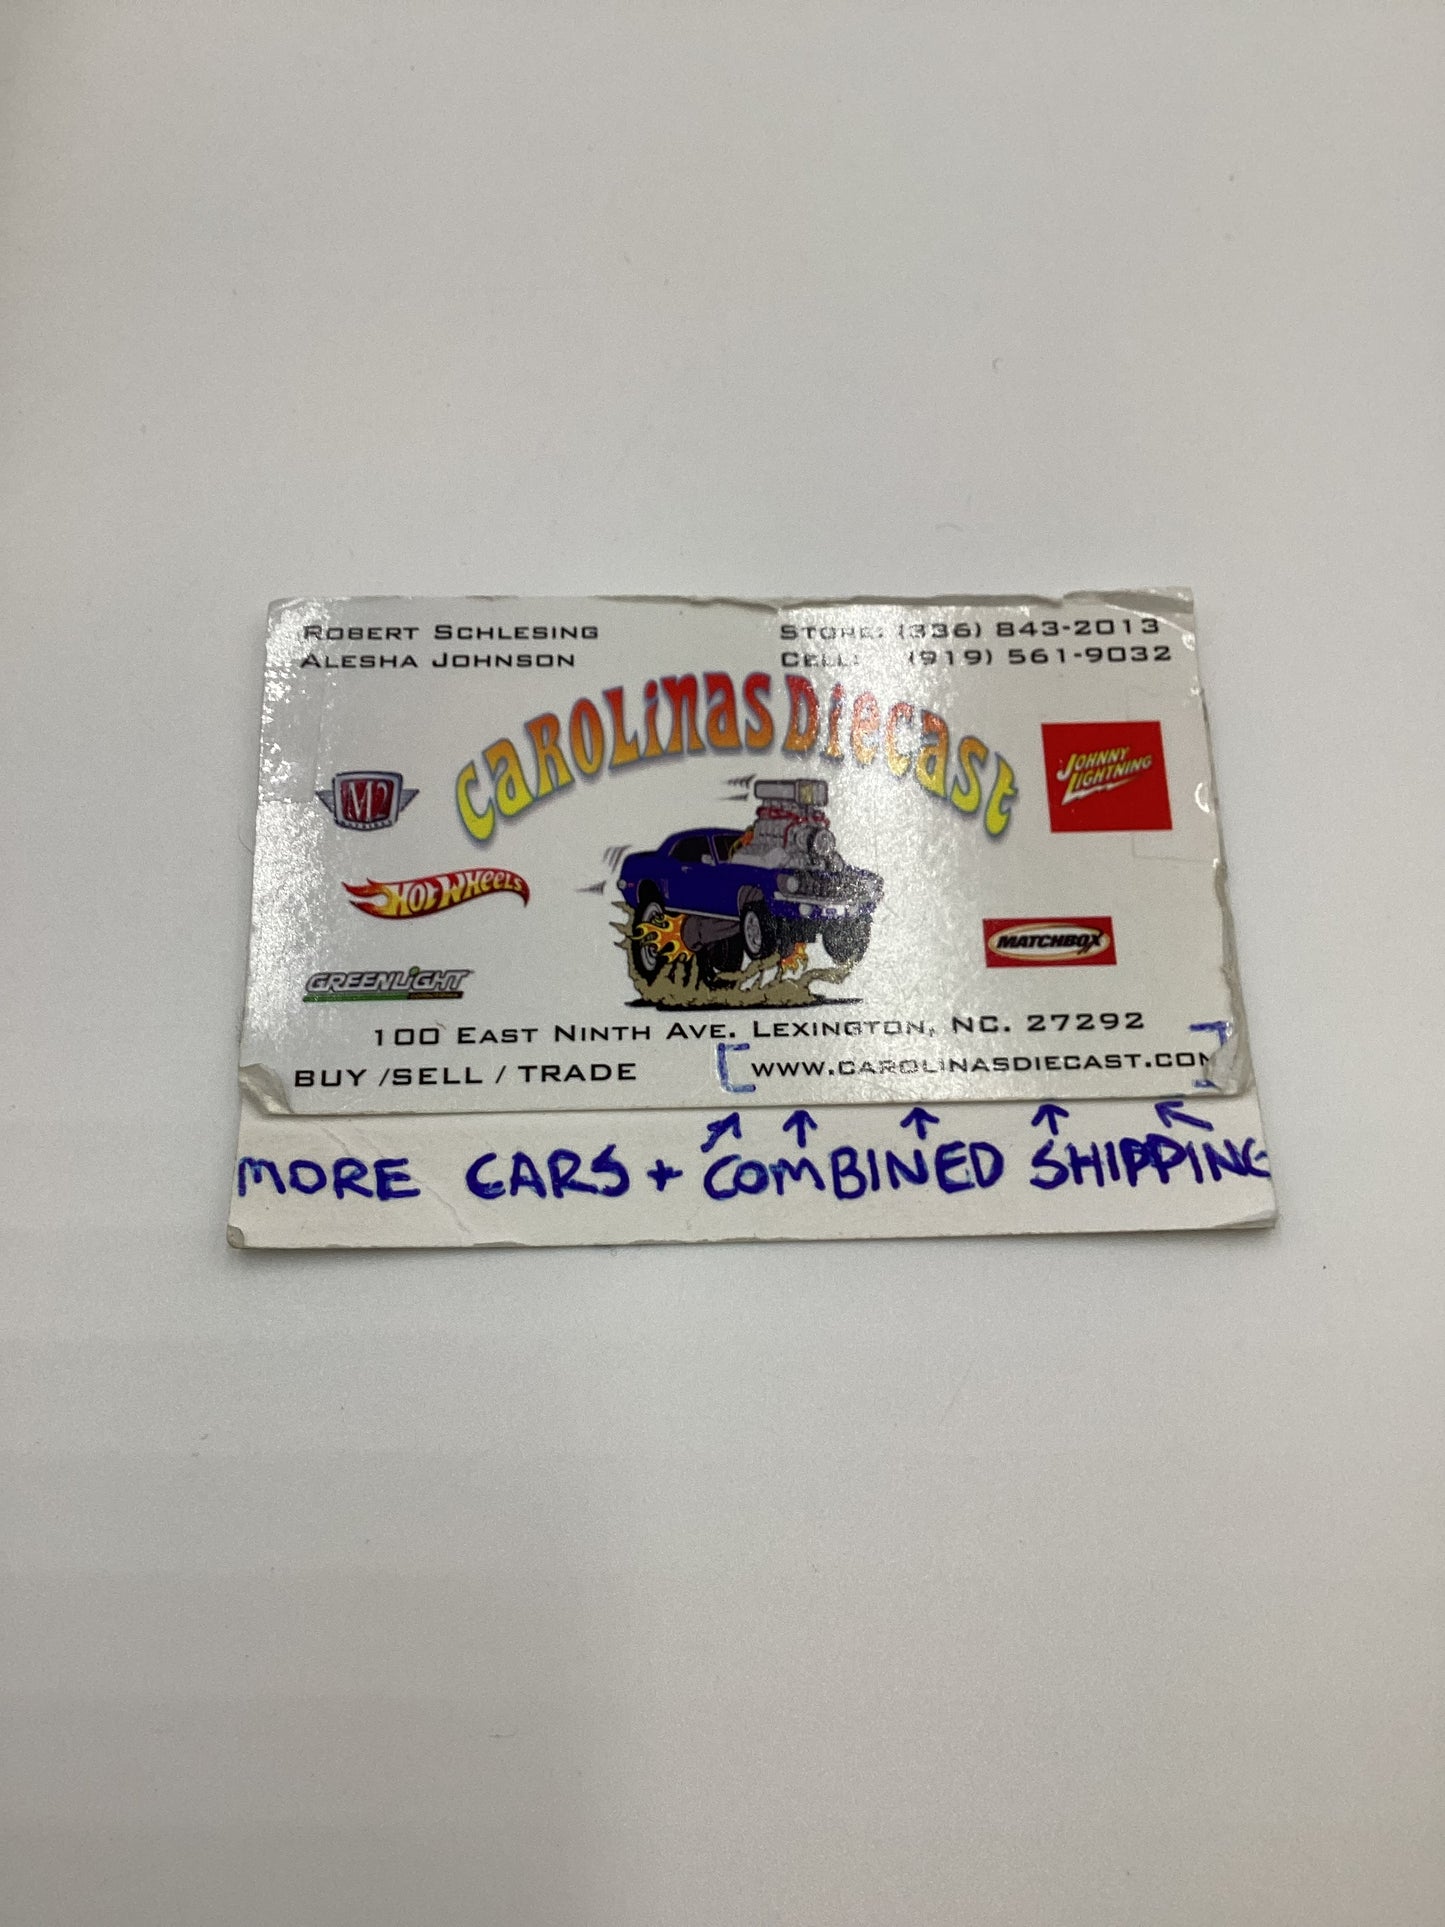 ROBERT SCHLESING
ALESHA JOHNSON
STORE: (336) 843-2013
CELL: (919) 561-9032
CAROLINAS DIECAST
M2
JOHNNY
LIGHTNING
HOT WHEELS
MATCHBOX
GREENLIGHT
100 EAST NINTH AVE. LEXINGTON, NC. 27292
BUY /SELL / TRADE
[WWW.CAROLINASDIECAST.COM]
MORE CARS + COMBINED SHIPPING